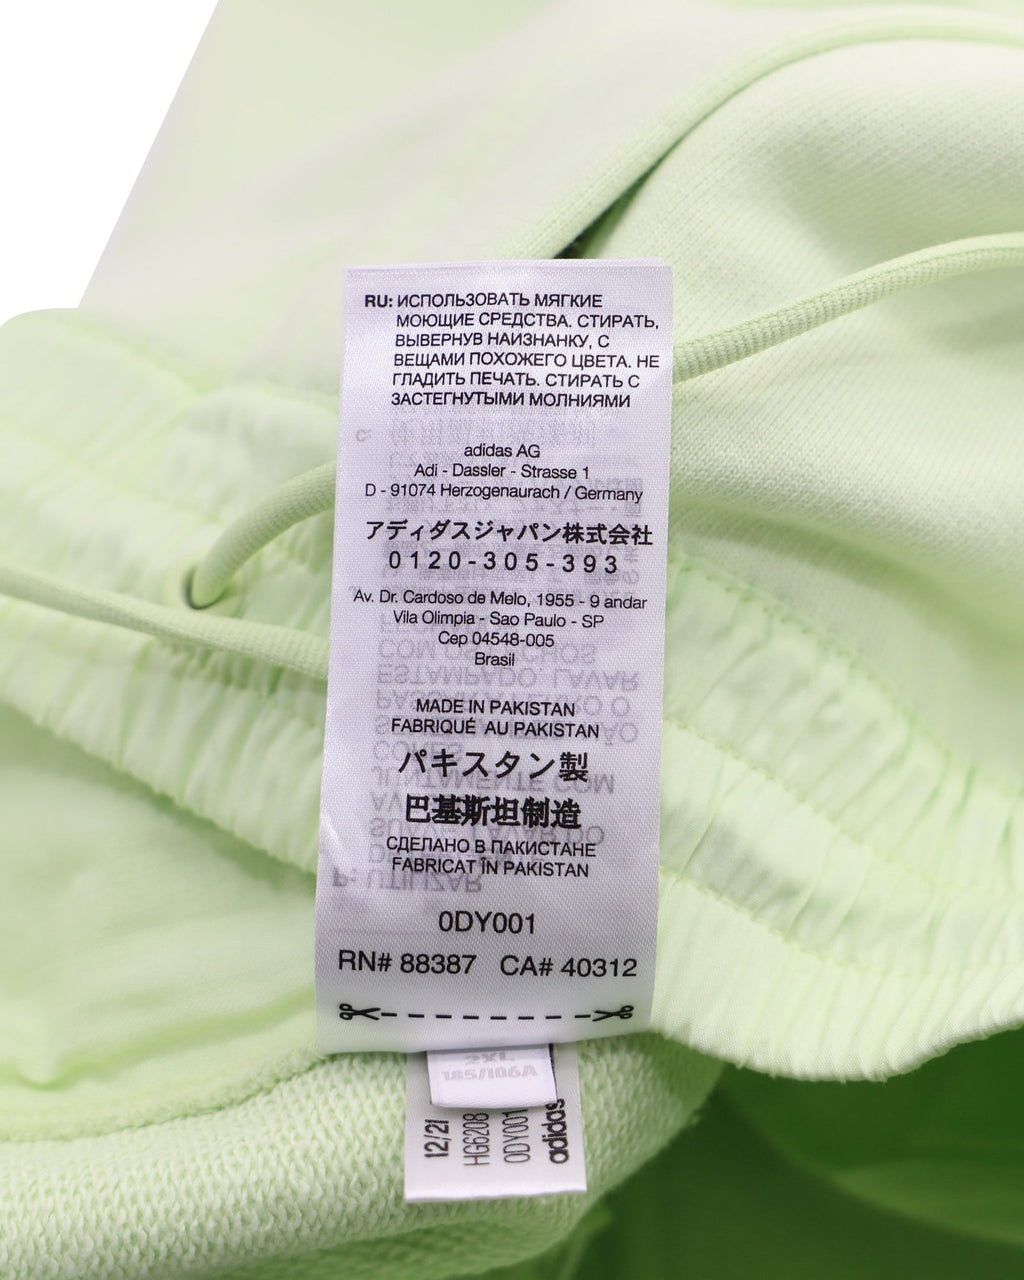 RU: ИСПОЛЬЗОВАТЬ МЯГКИЕ
МОЮЩИЕ СРЕДСТВА. СТИРАТЬ,
ВЫВЕРНУВ НАИЗНАНКУ, С
ВЕЩАМИ ПОХОЖЕГО ЦВЕТА. НЕ
ГЛАДИТЬ ПЕЧАТЬ. СТИРАТЬ С
ЗАСТЕГНУТЫМИ МОЛНИЯМИ
adidas AG
Adi - Dassler - Strasse 1
D - 91074 Herzogenaurach / Germany
アディダスジャパン株式会社
0120-305-393
Av. Dr. Cardoso de Melo, 1955 - 9 andar
Vila Olimpia - Sao Paulo - SP
Cep 04548-005
Brasil
MADE IN PAKISTAN
FABRIQUÉ AU PAKISTAN
パキスタン製
巴基斯坦制造
СДЕЛАНО В ПАКИСТАНЕ
FABRICAT ÎN PAKISTAN
0DY001
RN# 88387 CA# 40312
2XL
185/106A
12/21
HG6208
0DY001
adidas